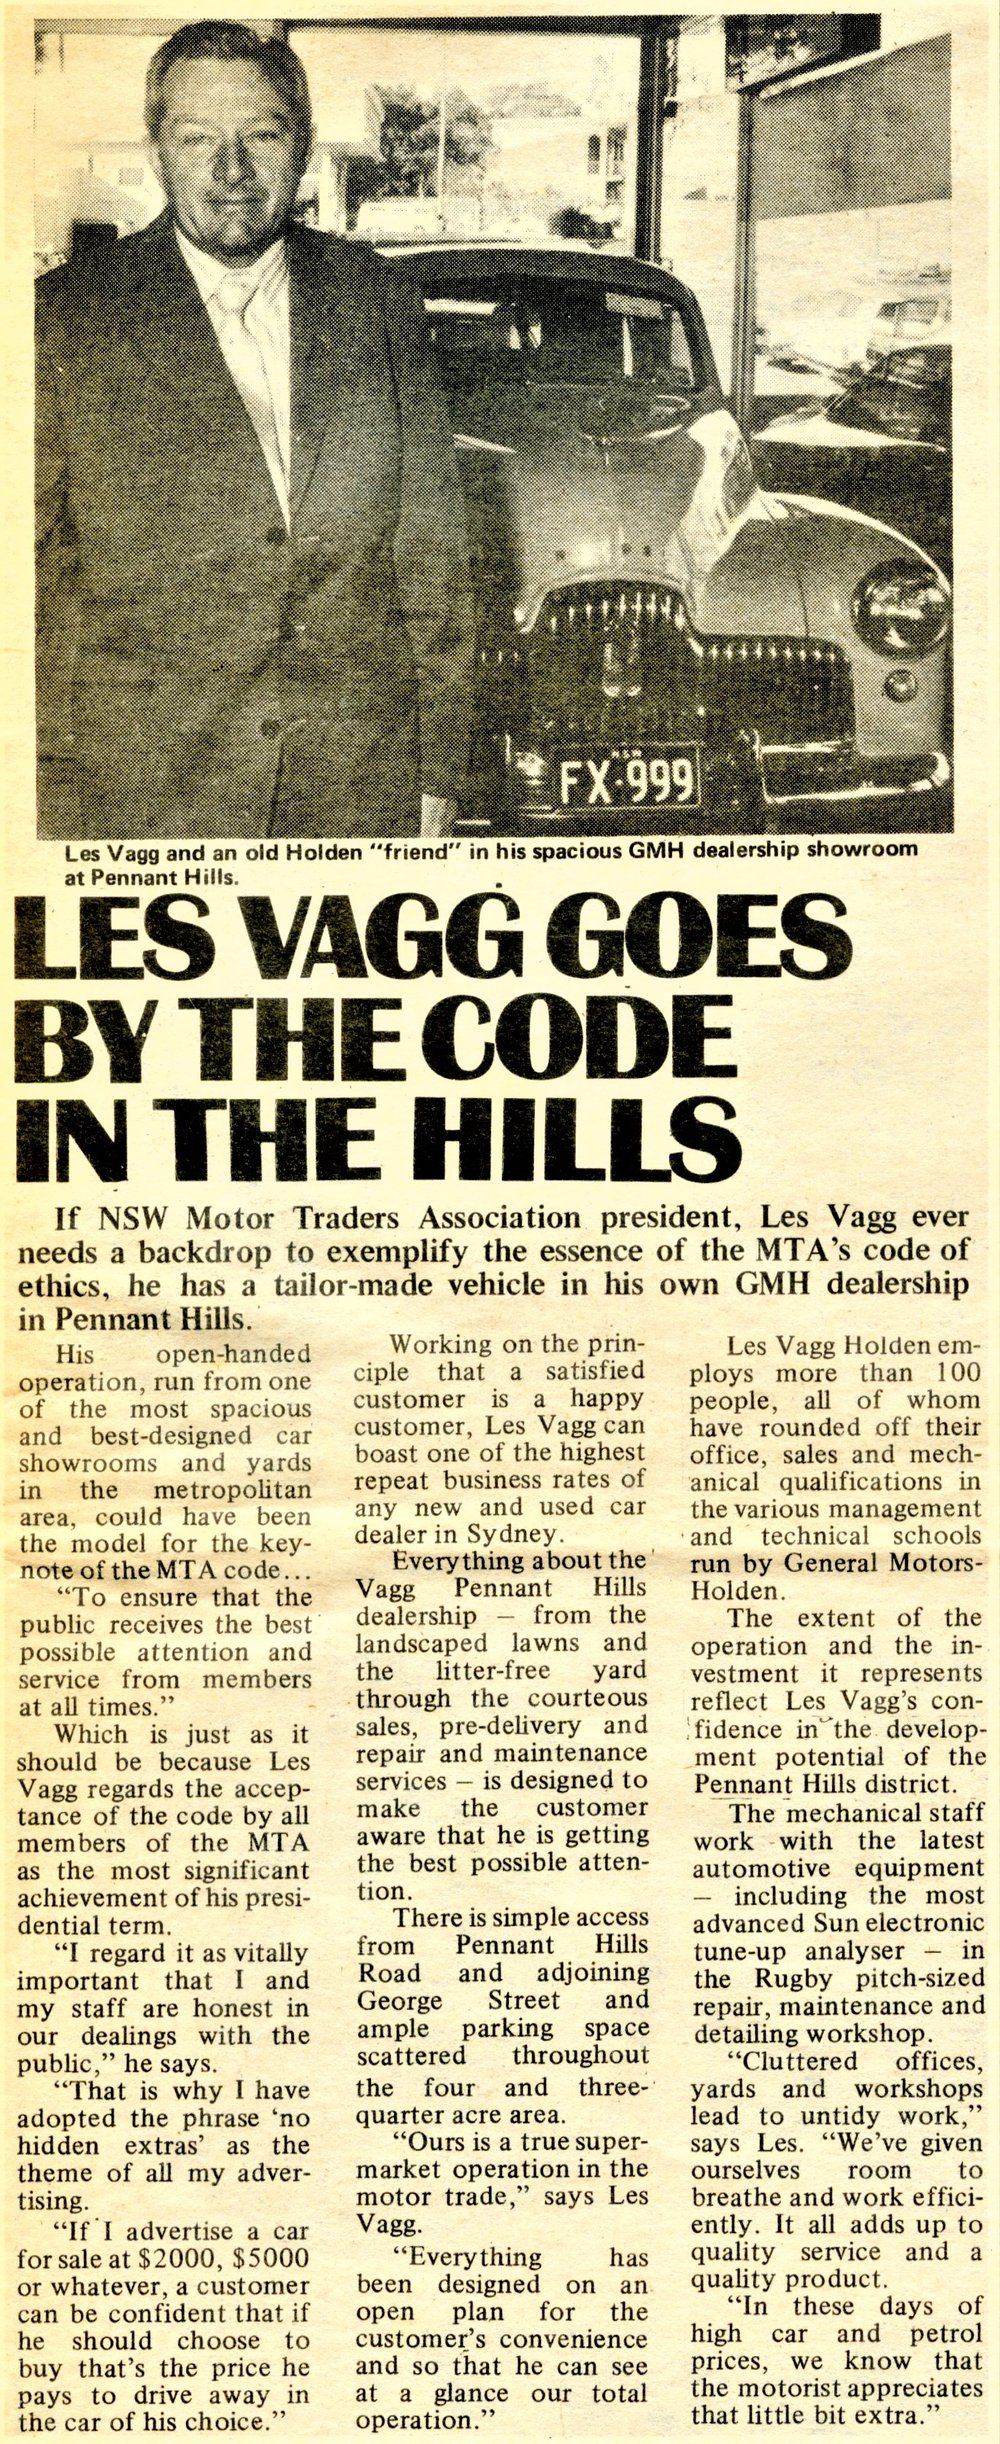 NSW
FX·999
Les Vagg and an old Holden "friend" in his spacious GMH dealership showroom
at Pennant Hills.
LES VAGG GOES
BY THE CODE
IN THE HILLS
If NSW Motor Traders Association president, Les Vagg ever
needs a backdrop to exemplify the essence of the MTA's code of
ethics, he has a tailor-made vehicle in his own GMH dealership
in Pennant Hills.
His open-handed
operation, run from one
of the most spacious
and best-designed car
showrooms and yards
in the metropolitan
area, could have been
the model for the key-
note of the MTA code...
"To ensure that the
public receives the best
possible attention and
service from members
at all times."
Which is just as it
should be because Les
Vagg regards the accep-
tance of the code by all
members of the MTA
as the most significant
achievement of his presi-
dential term.
"I regard it as vitally
important that I and
my staff are honest in
our dealings with the
public," he says.
"That is why I have
adopted the phrase 'no
hidden extras' as the
theme of all my adver-
tising.
"If I advertise a car
for sale at $2000, $5000
or whatever, a customer
can be confident that if
he should choose to
buy that's the price he
pays to drive away in
the car of his choice."
Working on the prin-
ciple that a satisfied
customer is a happy
customer, Les Vagg can
boast one of the highest
repeat business rates of
any new and used car
dealer in Sydney.
Everything about the
Vagg Pennant Hills
dealership — from the
landscaped lawns and
the litter-free yard
through the courteous
sales, pre-delivery and
repair and maintenance
services — is designed to
make the customer
aware that he is getting
the best possible atten-
tion.
There is simple access
from Pennant Hills
Road and adjoining
George Street and
ample parking space
scattered throughout
the four and three-
quarter acre area.
"Ours is a true super-
market operation in the
motor trade," says Les
Vagg.
"Everything has
been designed on an
open plan for the
customer's convenience
and so that he can see
at a glance our total
operation."
Les Vagg Holden em-
ploys more than 100
people, all of whom
have rounded off their
office, sales and mech-
anical qualifications in
the various management
and technical schools
run by General Motors-
Holden.
The extent of the
operation and the in-
vestment it represents
reflect Les Vagg's con-
fidence in the develop-
ment potential of the
Pennant Hills district.
The mechanical staff
work with the latest
automotive equipment
— including the most
advanced Sun electronic
tune-up analyser — in
the Rugby pitch-sized
repair, maintenance and
detailing workshop.
"Cluttered offices,
yards and workshops
lead to untidy work,"
says Les. "We've given
ourselves room to
breathe and work effici-
ently. It all adds up to
quality service and a
quality product.
"In these days of
high car and petrol
prices, we know that
the motorist appreciates
that little bit extra."